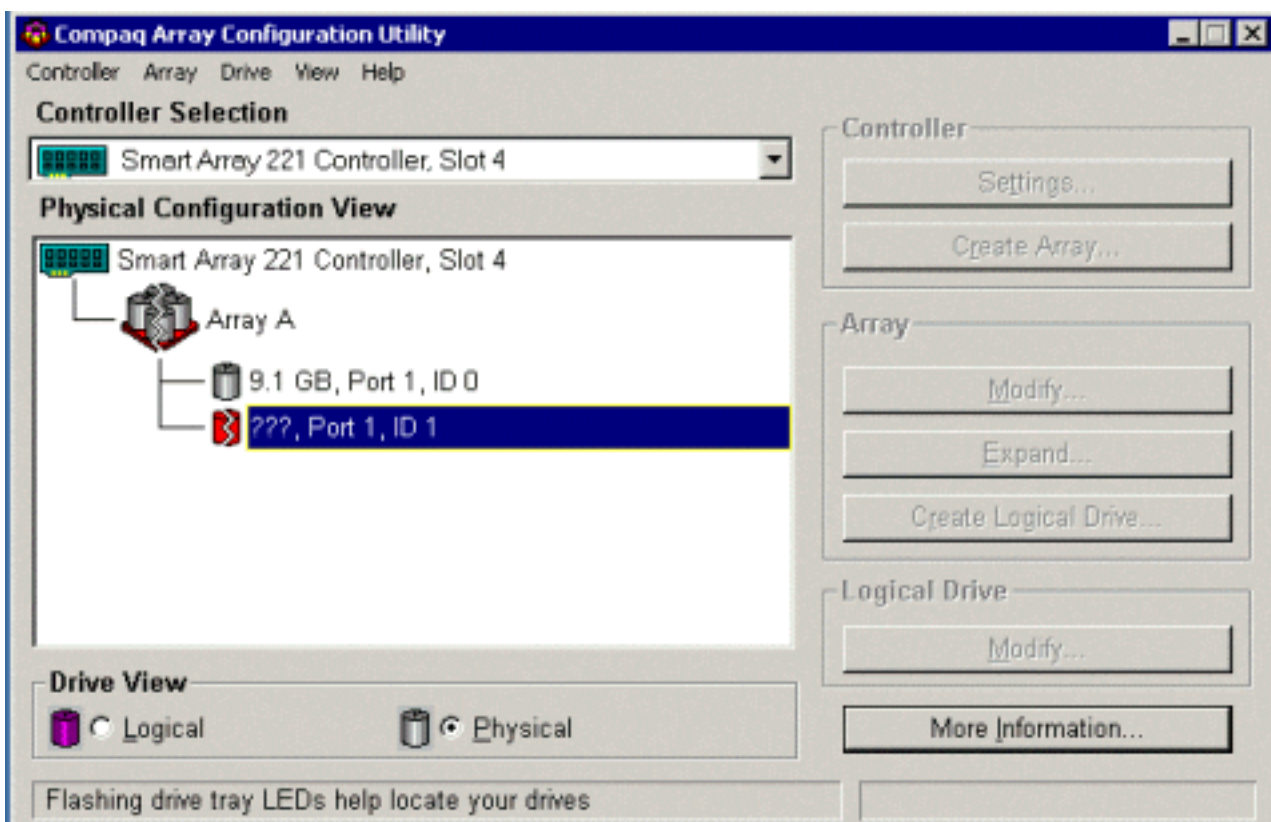 Compaq Array Configuration Utility
Controller Array Drive View Help
Controller Selection
Smart Array 221 Controller, Slot 4
Physical Configuration View
Smart Array 221 Controller, Slot 4
Array A
9.1 GB, Port 1, ID 0
???, Port 1, ID 1
Drive View
Logical
Physical
Flashing drive tray LEDs help locate your drives
Controller
Settings...
Create Array...
Array
Modify...
Expand...
Create Logical Drive...
Logical Drive
Modify...
More Information...